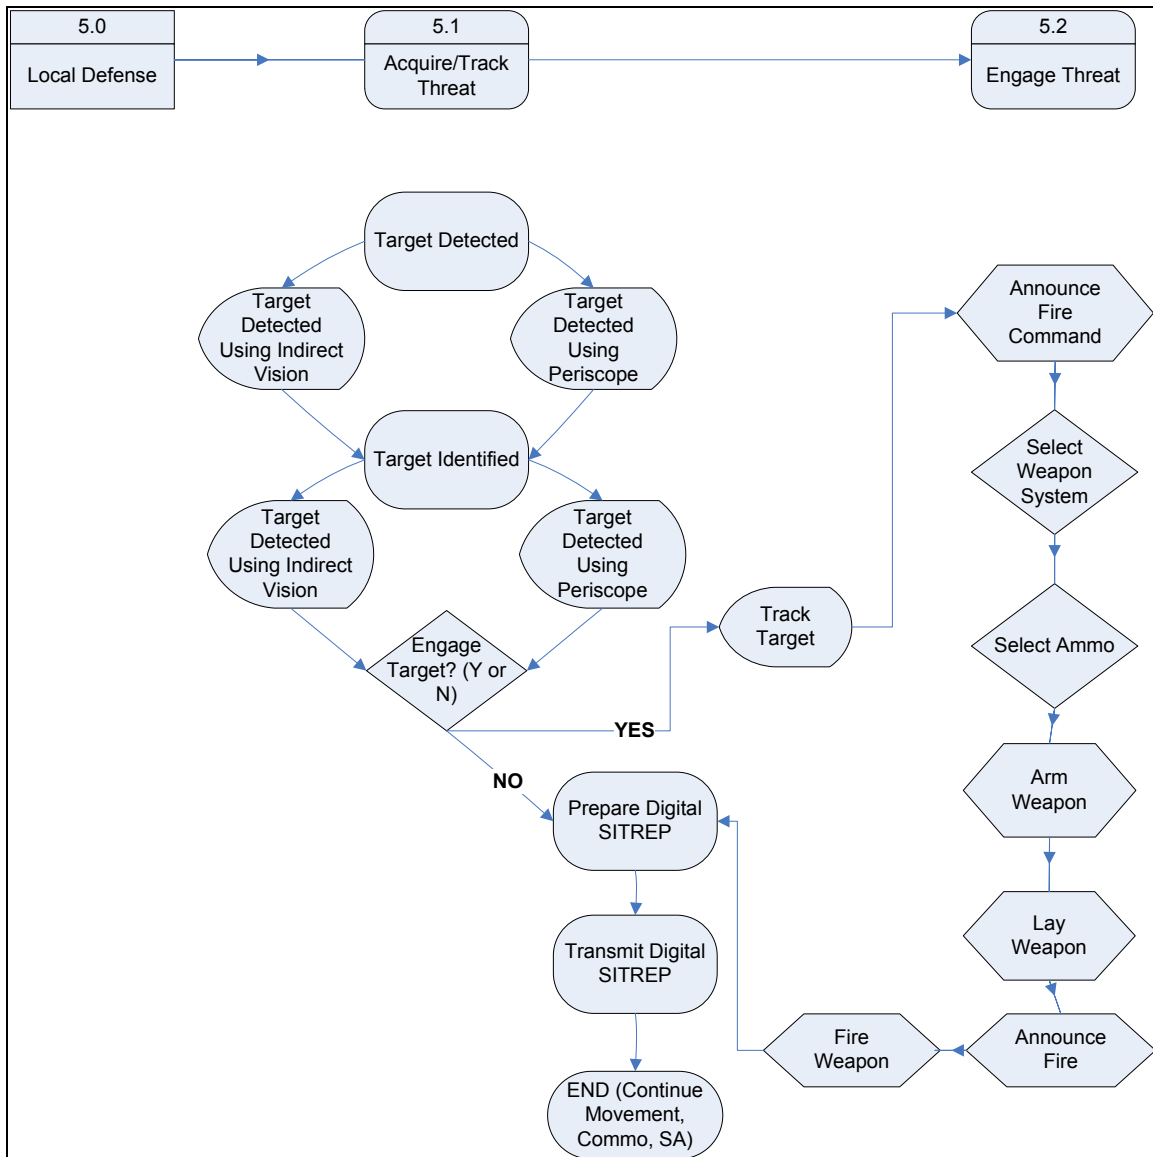 5.0
Local Defense
5.1
Acquire/Track
Threat
5.2
Engage Threat
Target Detected
Target
Detected
Using Indirect
Vision
Target
Detected
Using
Periscope
Target Identified
Target
Detected
Using Indirect
Vision
Target
Detected
Using
Periscope
Engage
Target? (Y or
N)
YES
NO
Track
Target
Announce
Fire
Command
Select
Weapon
System
Select Ammo
Arm
Weapon
Lay
Weapon
Announce
Fire
Fire
Weapon
Prepare Digital
SITREP
Transmit Digital
SITREP
END (Continue
Movement,
Commo, SA)